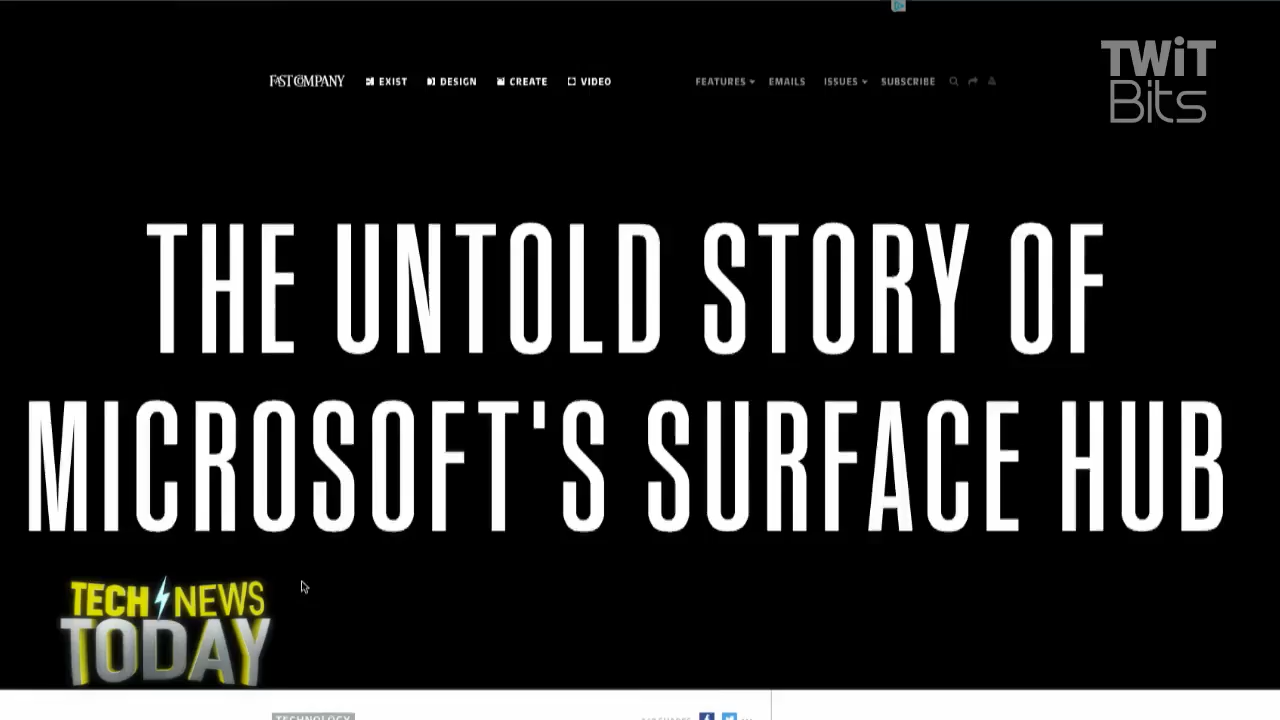 TWiT
Bits
FAST COMPANY EXIST DESIGN CREATE VIDEO FEATURES EMAILS ISSUES SUBSCRIBE
THE UNTOLD STORY OF
MICROSOFT'S SURFACE HUB
TECH NEWS
TODAY
TECHNOLOGY